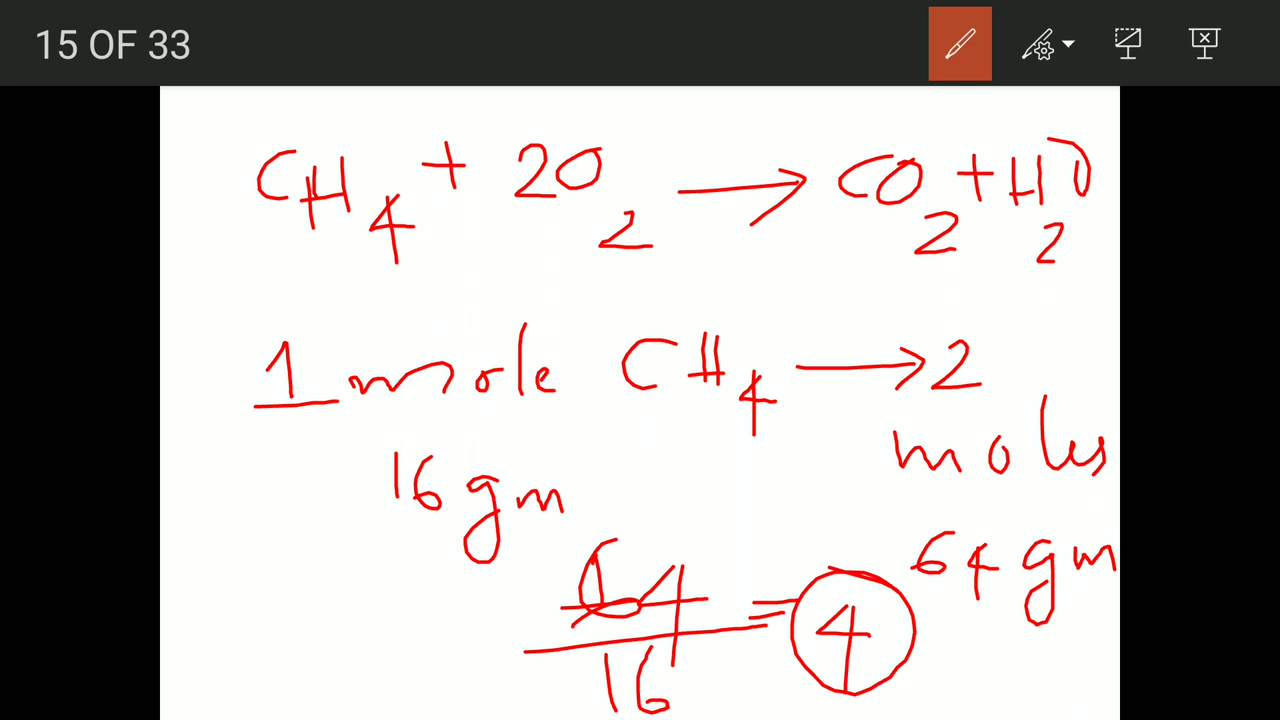 15 OF 33
CH4 + 2O2 → CO2 + H2O
1 mole CH4 → 2
moles
16 gm
64 gm
64/16 = 4